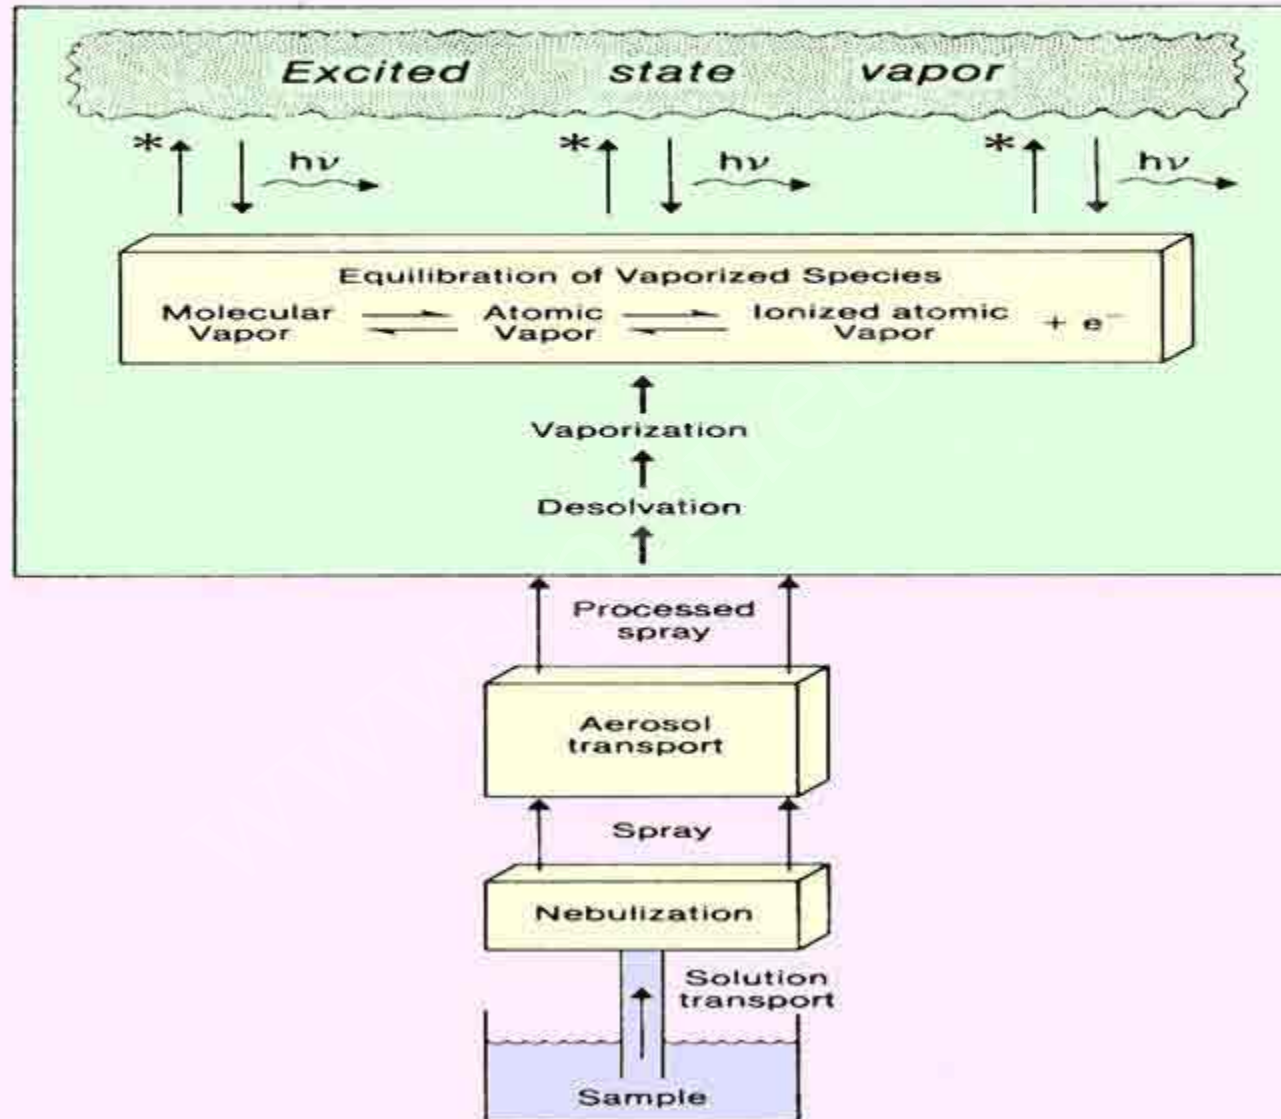 Excited state vapor
* hν * hν * hν
Equilibration of Vaporized Species
Molecular Vapor ⇌ Atomic Vapor ⇌ Ionized atomic Vapor + e⁻
Vaporization
Desolvation
Processed
spray
Aerosol
transport
Spray
Nebulization
Solution
transport
Sample